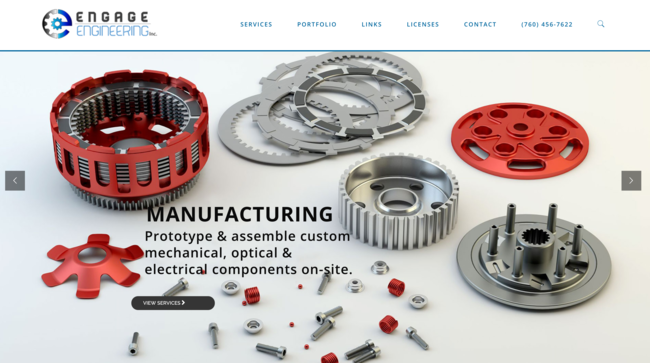 ENGAGE
ENGINEERING Inc.
SERVICES
PORTFOLIO
LINKS
LICENSES
CONTACT
(760) 456-7622
MANUFACTURING
Prototype & assemble custom
mechanical, optical &
electrical components on-site.
VIEW SERVICES